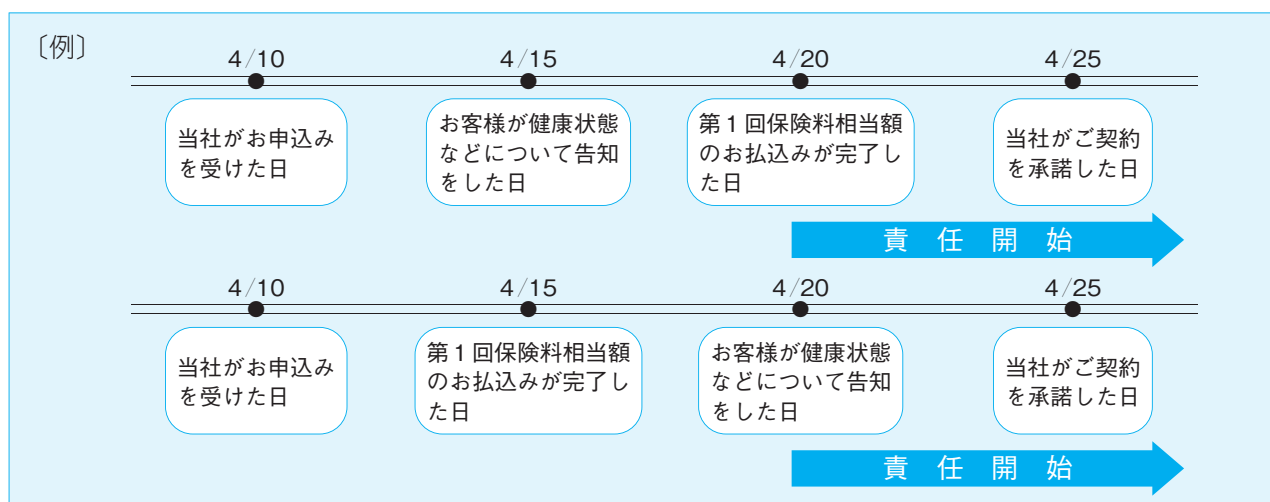 〔例〕
4/10
4/15
4/20
4/25
当社がお申込み
を受けた日
お客様が健康状態
などについて告知
をした日
第1回保険料相当額
のお払込みが完了し
た日
当社がご契約
を承諾した日
責任開始
4/10
4/15
4/20
4/25
当社がお申込み
を受けた日
第1回保険料相当額
のお払込みが完了し
た日
お客様が健康状態
などについて告知
をした日
当社がご契約
を承諾した日
責任開始